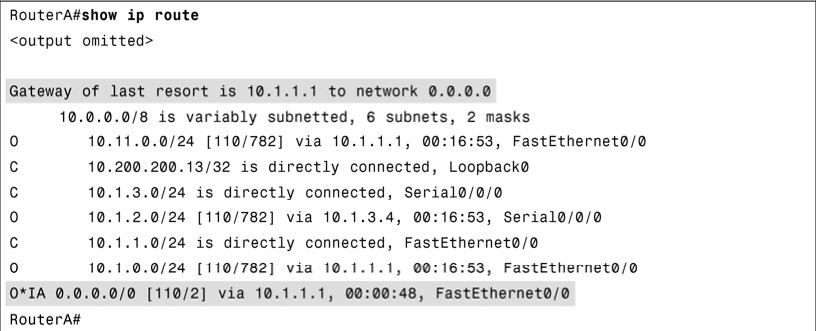 RouterA#show ip route
<output omitted>
Gateway of last resort is 10.1.1.1 to network 0.0.0.0
10.0.0.0/8 is variably subnetted, 6 subnets, 2 masks
O 10.11.0.0/24 [110/782] via 10.1.1.1, 00:16:53, FastEthernet0/0
C 10.200.200.13/32 is directly connected, Loopback0
C 10.1.3.0/24 is directly connected, Serial0/0/0
O 10.1.2.0/24 [110/782] via 10.1.3.4, 00:16:53, Serial0/0/0
C 10.1.1.0/24 is directly connected, FastEthernet0/0
O 10.1.0.0/24 [110/782] via 10.1.1.1, 00:16:53, FastEthernet0/0
O*IA 0.0.0.0/0 [110/2] via 10.1.1.1, 00:00:48, FastEthernet0/0
RouterA#